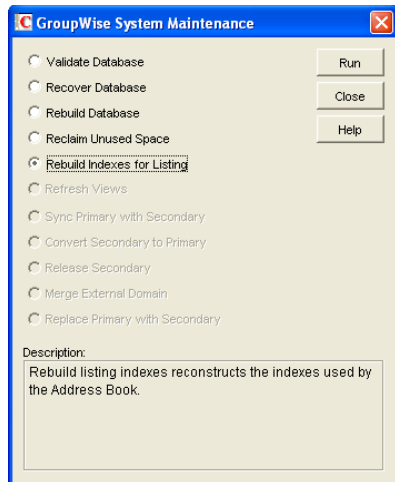 GroupWise System Maintenance
Validate Database
Recover Database
Rebuild Database
Reclaim Unused Space
Rebuild Indexes for Listing
Refresh Views
Sync Primary with Secondary
Convert Secondary to Primary
Release Secondary
Merge External Domain
Replace Primary with Secondary
Run
Close
Help
Description:
Rebuild listing indexes reconstructs the indexes used by
the Address Book.